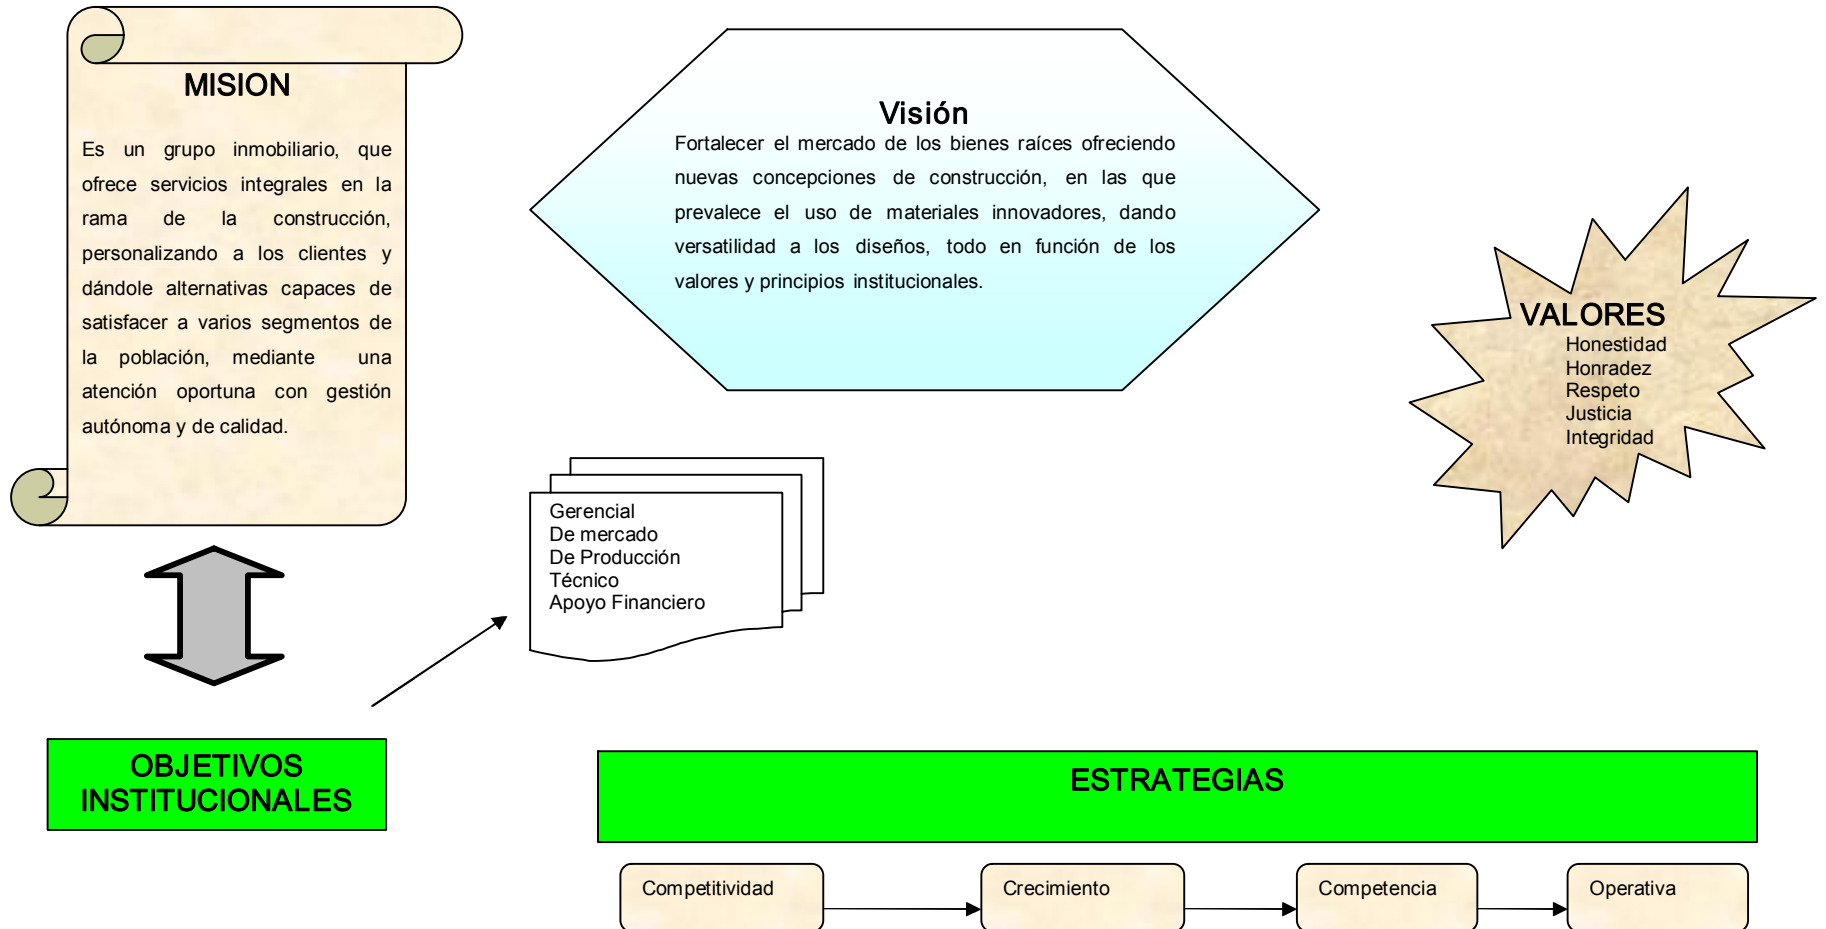 MISION
Es un grupo inmobiliario, que
ofrece servicios integrales en la
rama de la construcción,
personalizando a los clientes y
dándole alternativas capaces de
satisfacer a varios segmentos de
la población, mediante una
atención oportuna con gestión
autónoma y de calidad.
Visión
Fortalecer el mercado de los bienes raíces ofreciendo
nuevas concepciones de construcción, en las que
prevalece el uso de materiales innovadores, dando
versatilidad a los diseños, todo en función de los
valores y principios institucionales.
VALORES
Honestidad
Honradez
Respeto
Justicia
Integridad
Gerencial
De mercado
De Producción
Técnico
Apoyo Financiero
OBJETIVOS
INSTITUCIONALES
ESTRATEGIAS
Competitividad
Crecimiento
Competencia
Operativa